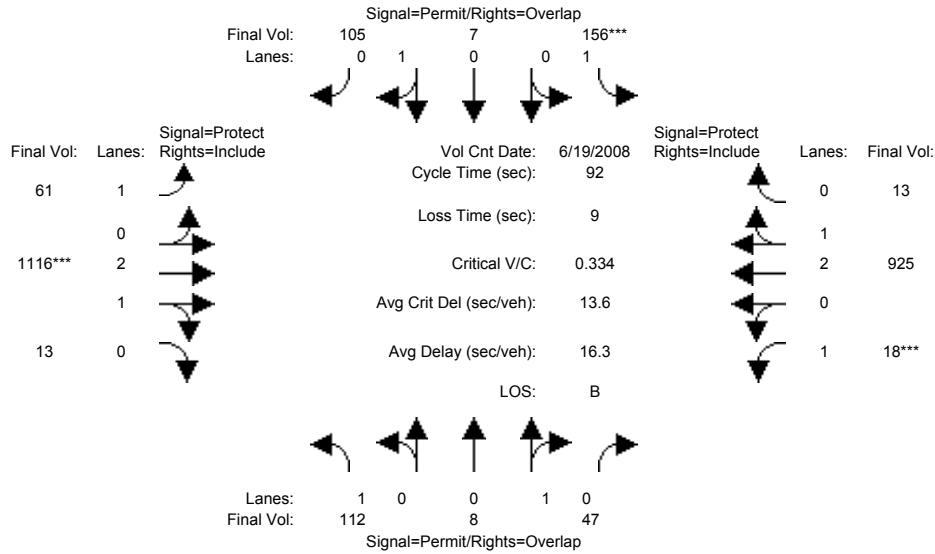 Signal=Permit/Rights=Overlap
Final Vol: 105 7 156***
Lanes: 0 1 0 0 1
Signal=Protect Signal=Protect
Final Vol: Lanes: Rights=Include Vol Cnt Date: 6/19/2008 Rights=Include Lanes: Final Vol:
Cycle Time (sec): 92
61 1 0 13
Loss Time (sec): 9
0 1
1116*** 2 Critical V/C: 0.334 2 925
1 Avg Crit Del (sec/veh): 13.6 0
13 0 Avg Delay (sec/veh): 16.3 1 18***
LOS: B
Lanes: 1 0 0 1 0
Final Vol: 112 8 47
Signal=Permit/Rights=Overlap